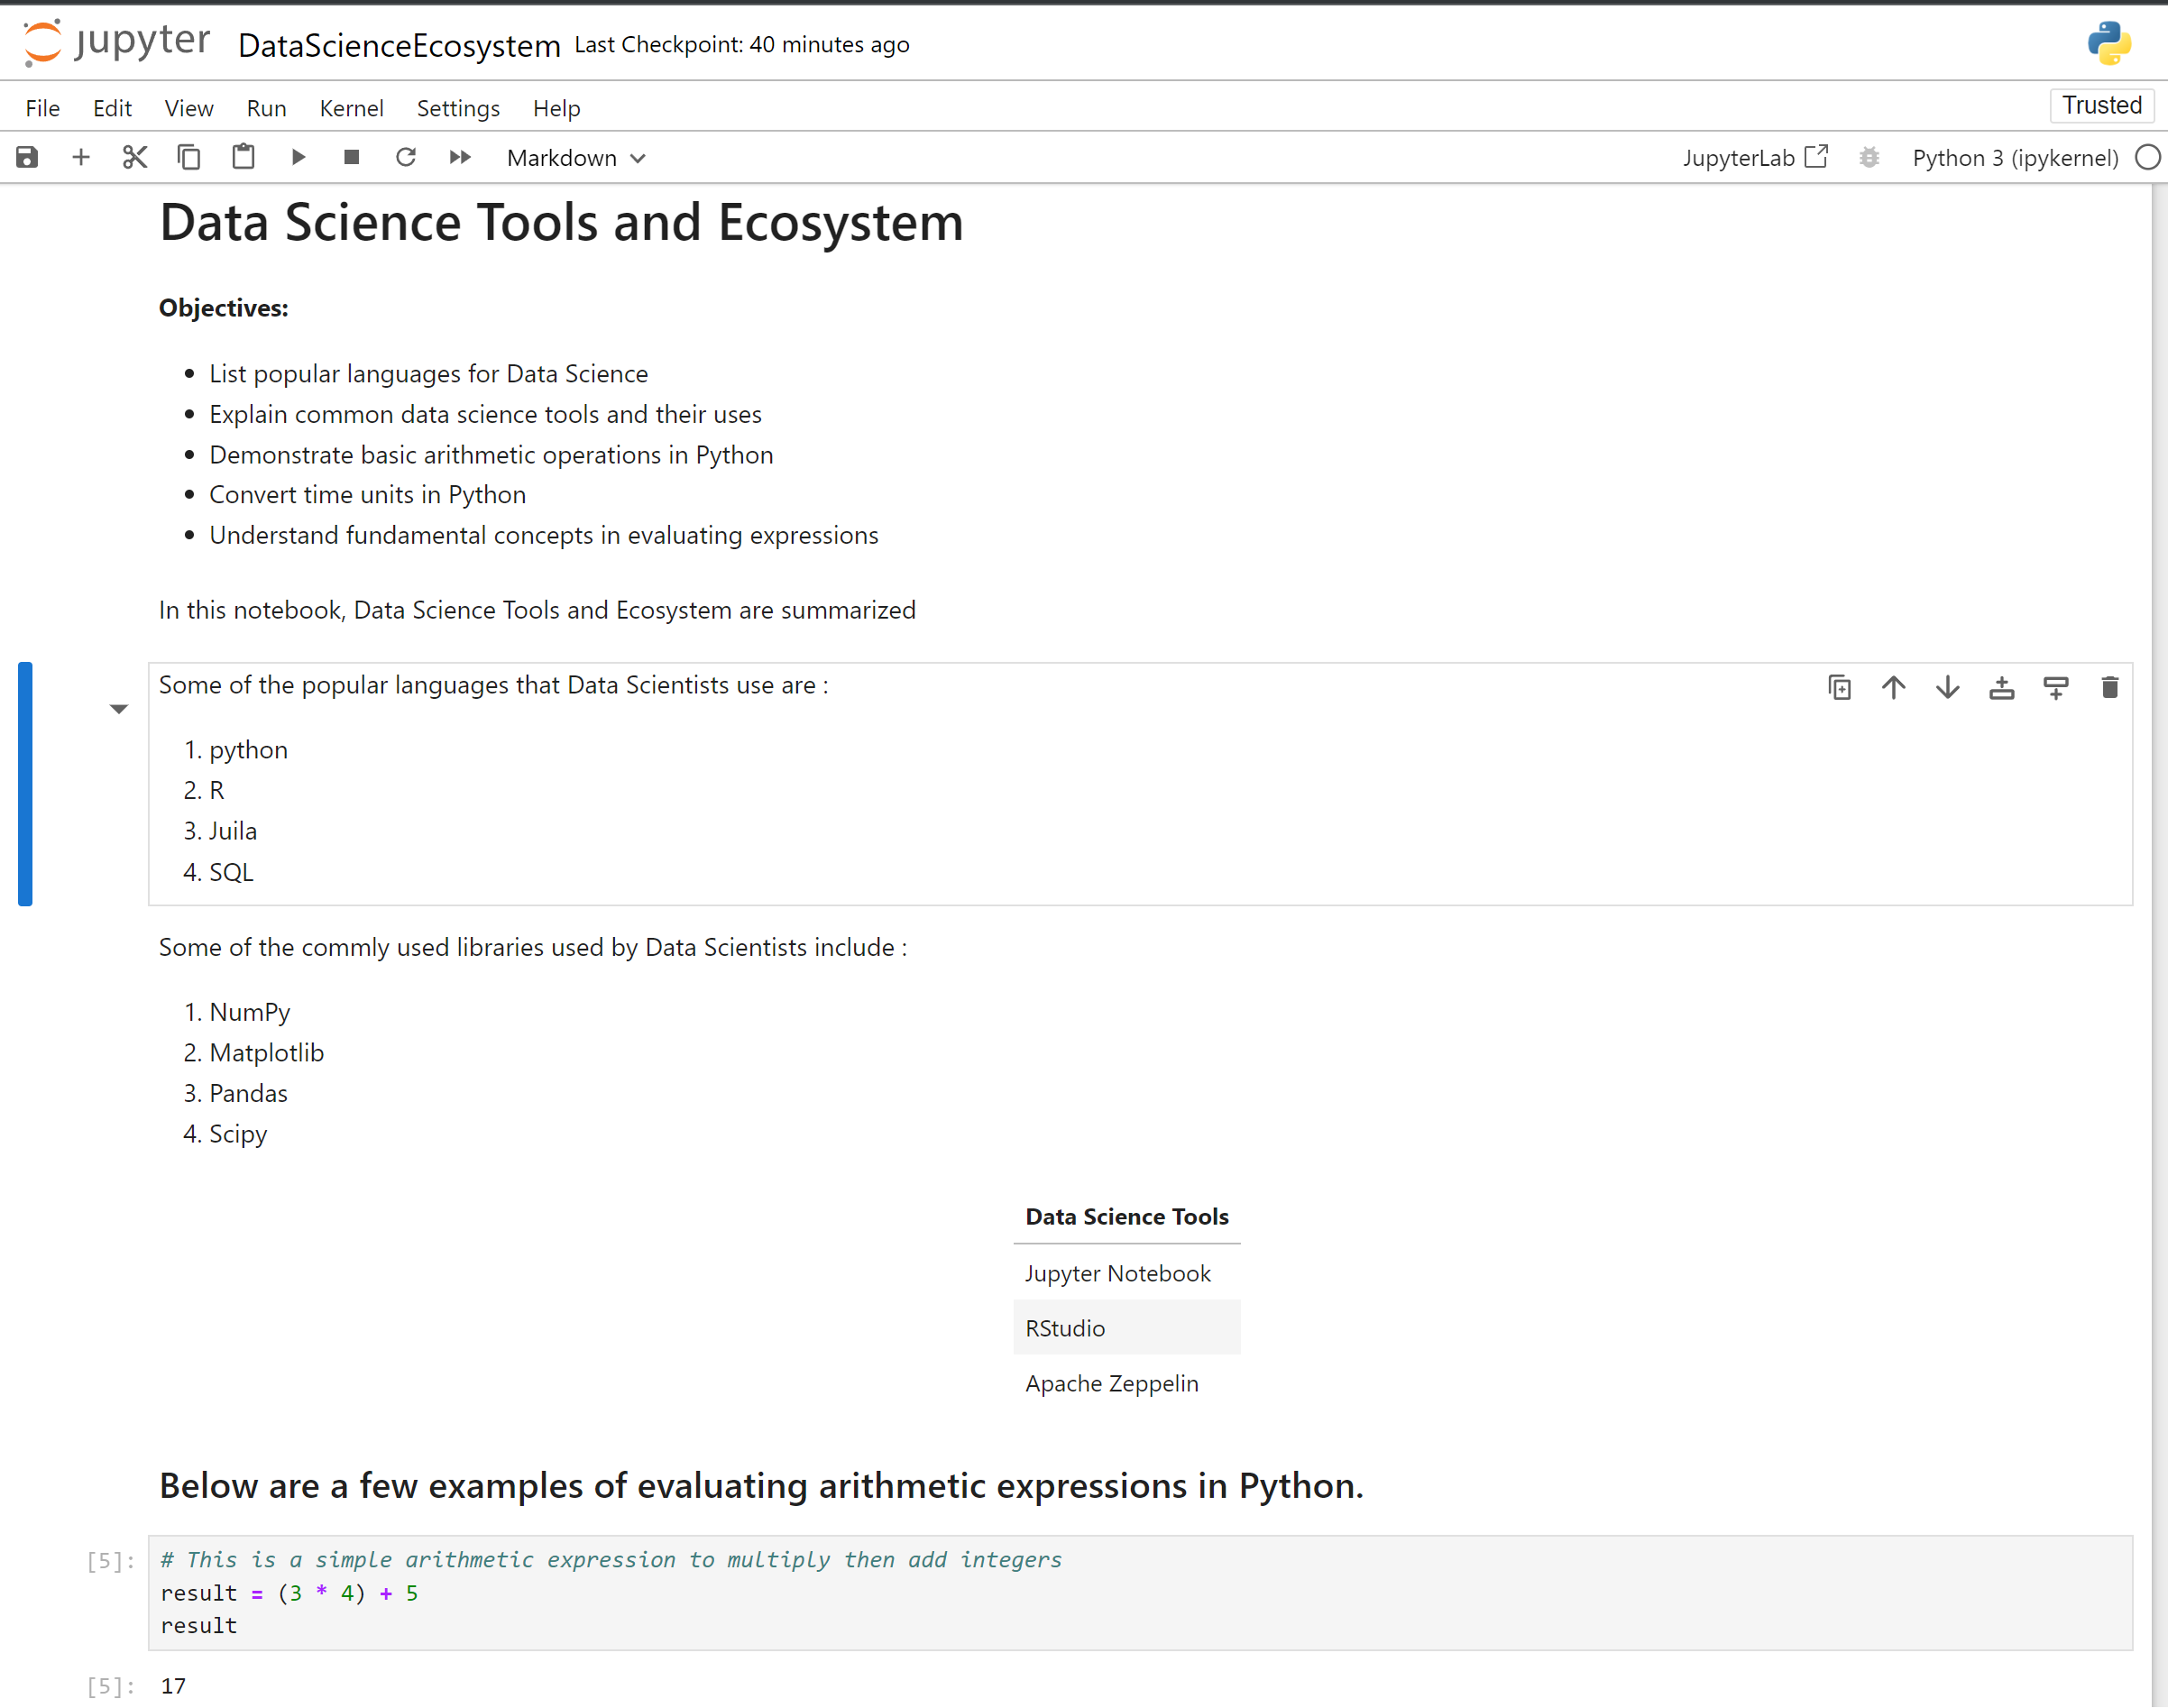 jupyter DataScienceEcosystem Last Checkpoint: 40 minutes ago
File Edit View Run Kernel Settings Help Trusted
Markdown JupyterLab Python 3 (ipykernel)
Data Science Tools and Ecosystem
Objectives:
• List popular languages for Data Science
• Explain common data science tools and their uses
• Demonstrate basic arithmetic operations in Python
• Convert time units in Python
• Understand fundamental concepts in evaluating expressions
In this notebook, Data Science Tools and Ecosystem are summarized
Some of the popular languages that Data Scientists use are :
1. python
2. R
3. Juila
4. SQL
Some of the commly used libraries used by Data Scientists include :
1. NumPy
2. Matplotlib
3. Pandas
4. Scipy
Data Science Tools
Jupyter Notebook
RStudio
Apache Zeppelin
Below are a few examples of evaluating arithmetic expressions in Python.
[5]: # This is a simple arithmetic expression to multiply then add integers
result = (3 * 4) + 5
result
[5]: 17